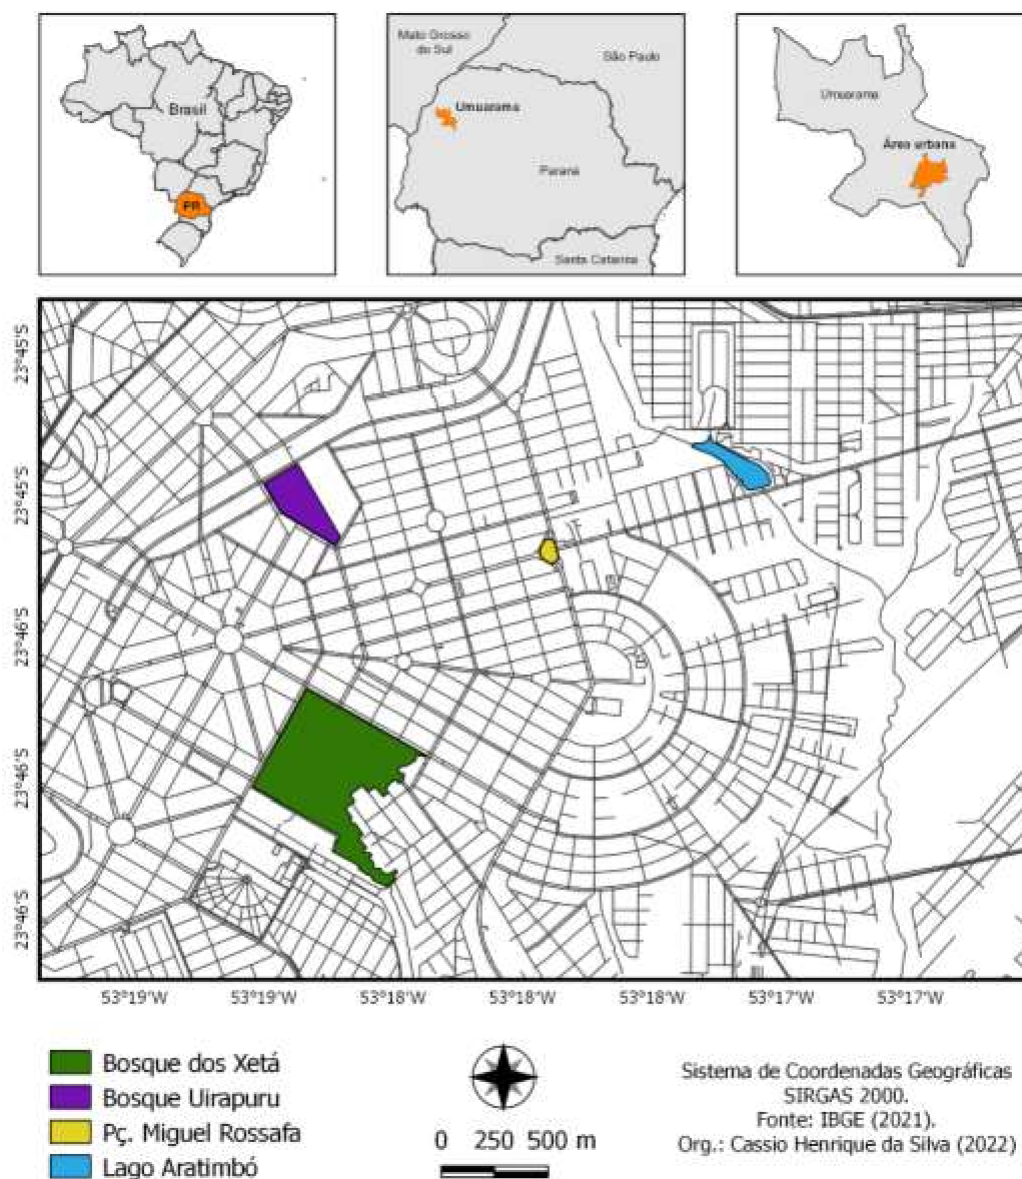 Brasil
PR
Mato Grosso
do Sul
São Paulo
Umuarama
Paraná
Santa Catarina
Umuarama
Área urbana
23°45'S
23°45'S
23°46'S
23°46'S
23°46'S
53°19'W
53°19'W
53°18'W
53°18'W
53°18'W
53°17'W
53°17'W
Bosque dos Xetá
Bosque Uirapuru
Pç. Miguel Rossafa
Lago Aratimbó
0 250 500 m
Sistema de Coordenadas Geográficas
SIRGAS 2000.
Fonte: IBGE (2021).
Org.: Cassio Henrique da Silva (2022)